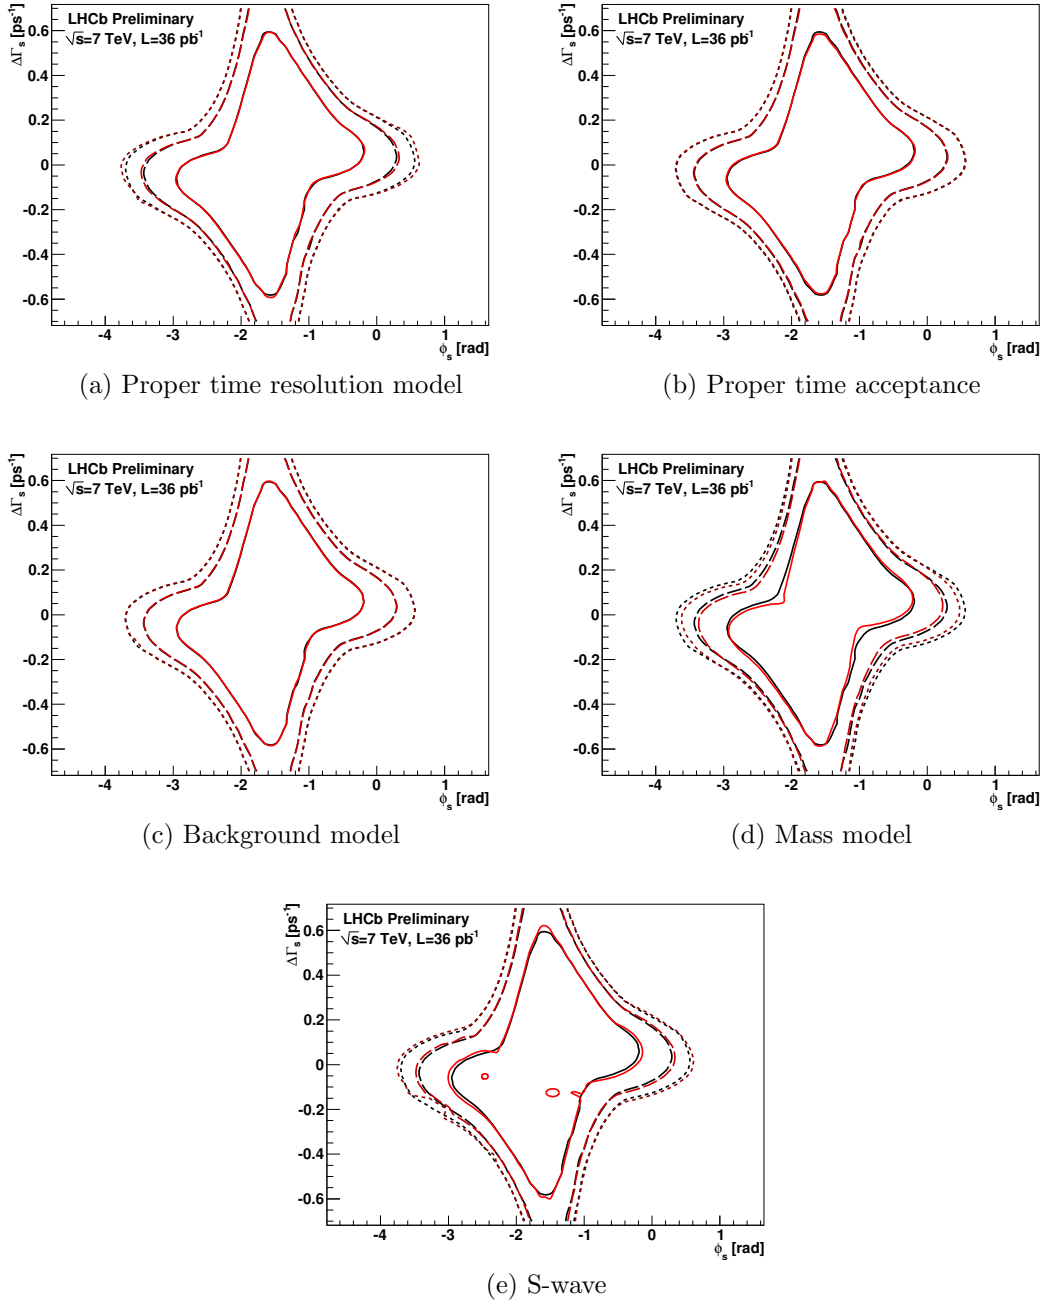 LHCb Preliminary
√s=7 TeV, L=36 pb⁻¹
ΔΓs [ps⁻¹]
0.6
0.4
0.2
0
-0.2
-0.4
-0.6
-4 -3 -2 -1 0 1
ϕs [rad]
(a) Proper time resolution model
LHCb Preliminary
√s=7 TeV, L=36 pb⁻¹
ΔΓs [ps⁻¹]
0.6
0.4
0.2
0
-0.2
-0.4
-0.6
-4 -3 -2 -1 0 1
ϕs [rad]
(b) Proper time acceptance
LHCb Preliminary
√s=7 TeV, L=36 pb⁻¹
ΔΓs [ps⁻¹]
0.6
0.4
0.2
0
-0.2
-0.4
-0.6
-4 -3 -2 -1 0 1
ϕs [rad]
(c) Background model
LHCb Preliminary
√s=7 TeV, L=36 pb⁻¹
ΔΓs [ps⁻¹]
0.6
0.4
0.2
0
-0.2
-0.4
-0.6
-4 -3 -2 -1 0 1
ϕs [rad]
(d) Mass model
LHCb Preliminary
√s=7 TeV, L=36 pb⁻¹
ΔΓs [ps⁻¹]
0.6
0.4
0.2
0
-0.2
-0.4
-0.6
-4 -3 -2 -1 0 1
ϕs [rad]
(e) S-wave